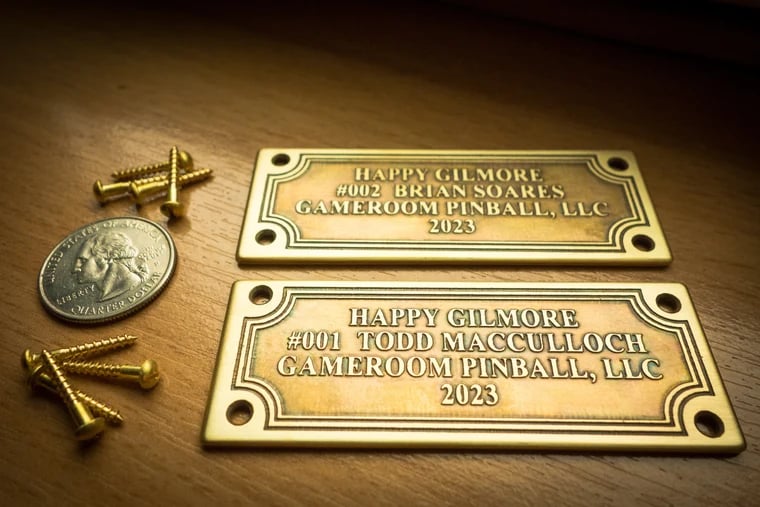 HAPPY GILMORE
#002 BRIAN SOARES
GAMEROOM PINBALL, LLC
2023
UNITED STATES OF AMERICA
LIBERTY
QUARTER DOLLAR
HAPPY GILMORE
#001 TODD MACCULLOCH
GAMEROOM PINBALL, LLC
2023